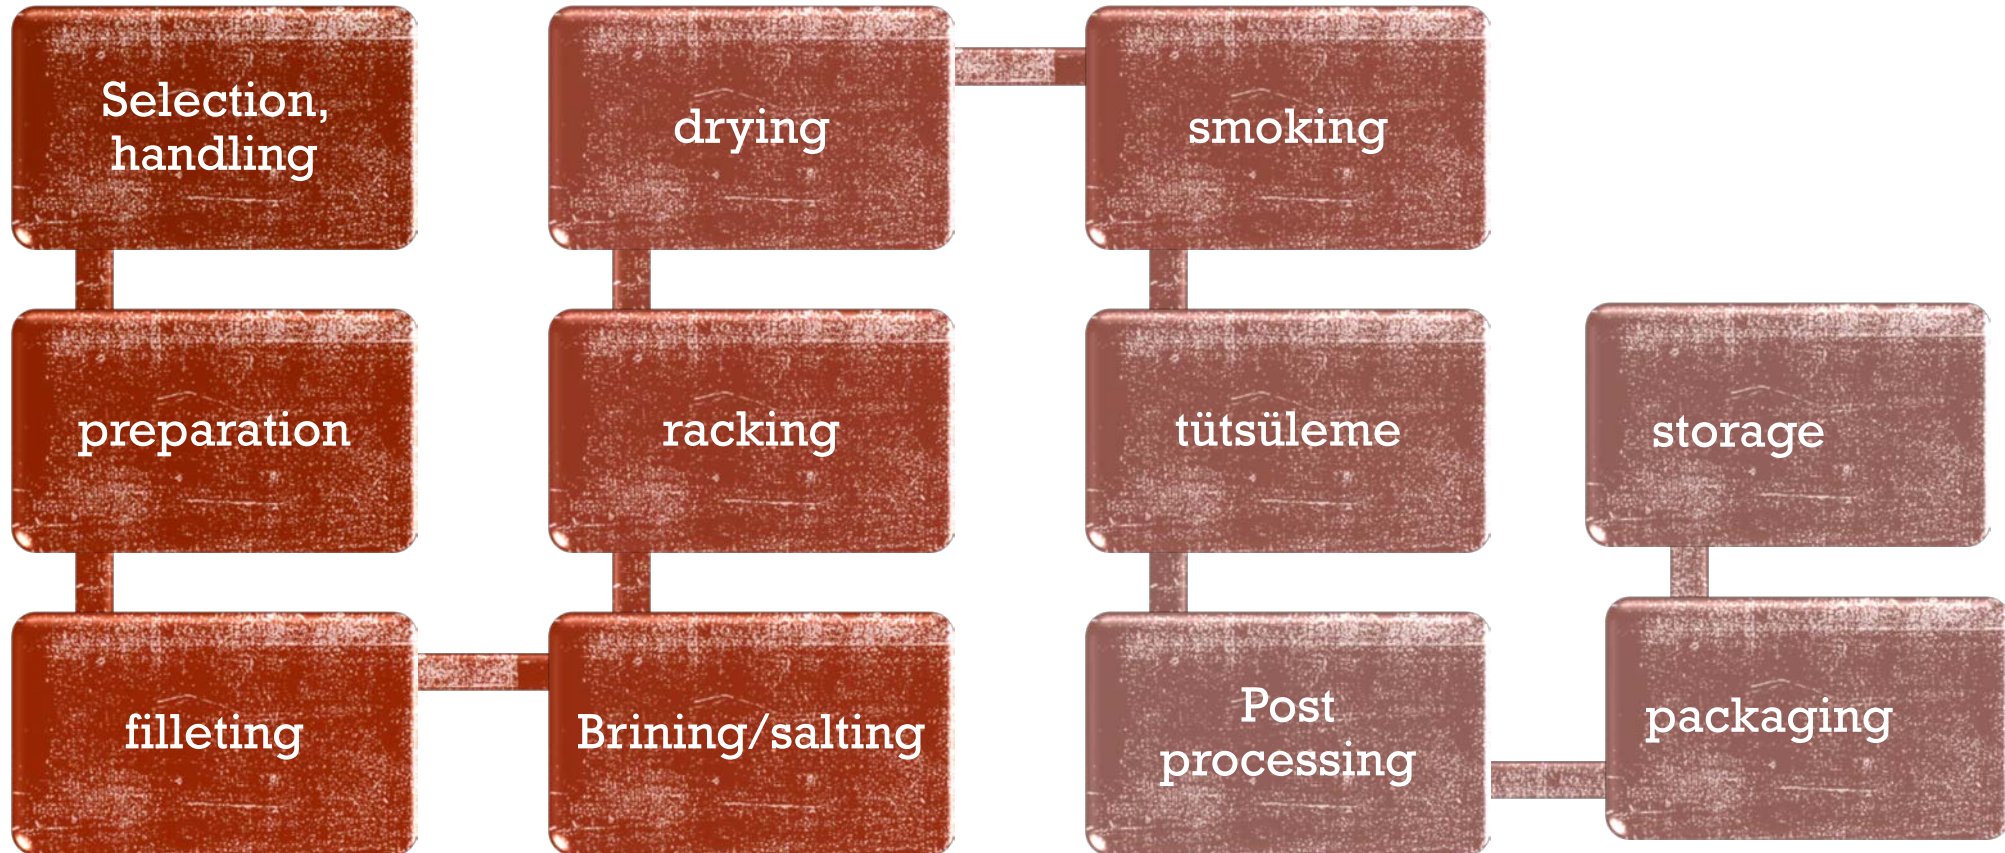 Selection,
handling
preparation
filleting
Brining/salting
racking
drying
smoking
tütsüleme
Post
processing
packaging
storage